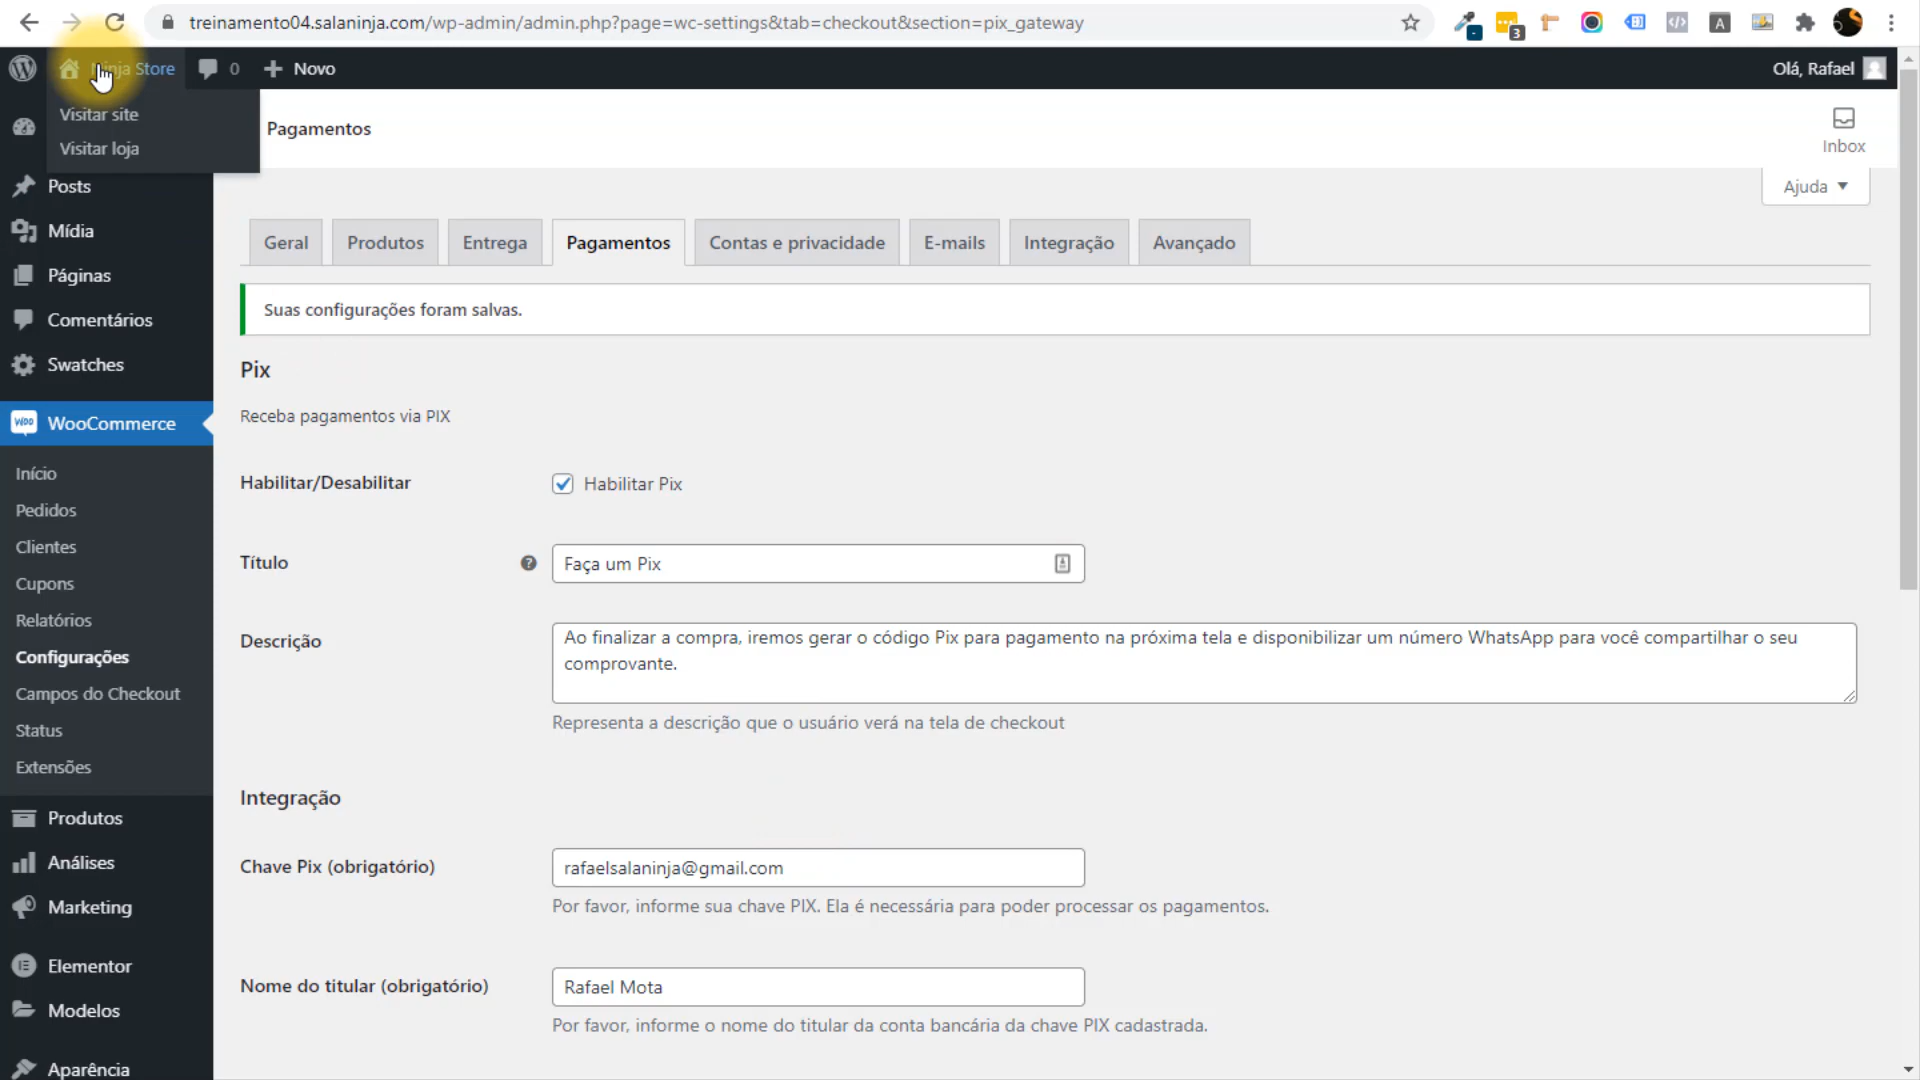 treinamento04.salaninja.com/wp-admin/admin.php?page=wc-settings&tab=checkout&section=pix_gateway
3
A
Ninja Store
0
Novo
Olá, Rafael
Visitar site
Visitar loja
Pagamentos
Inbox
Ajuda
Posts
Mídia
Páginas
Comentários
Swatches
WooCommerce
Início
Pedidos
Clientes
Cupons
Relatórios
Configurações
Campos do Checkout
Status
Extensões
Produtos
Análises
Marketing
Elementor
Modelos
Aparência
Geral
Produtos
Entrega
Pagamentos
Contas e privacidade
E-mails
Integração
Avançado
Suas configurações foram salvas.
Pix
Receba pagamentos via PIX
Habilitar/Desabilitar
Habilitar Pix
Título
Faça um Pix
Descrição
Ao finalizar a compra, iremos gerar o código Pix para pagamento na próxima tela e disponibilizar um número WhatsApp para você compartilhar o seu
comprovante.
Representa a descrição que o usuário verá na tela de checkout
Integração
Chave Pix (obrigatório)
rafaelsalaninja@gmail.com
Por favor, informe sua chave PIX. Ela é necessária para poder processar os pagamentos.
Nome do titular (obrigatório)
Rafael Mota
Por favor, informe o nome do titular da conta bancária da chave PIX cadastrada.